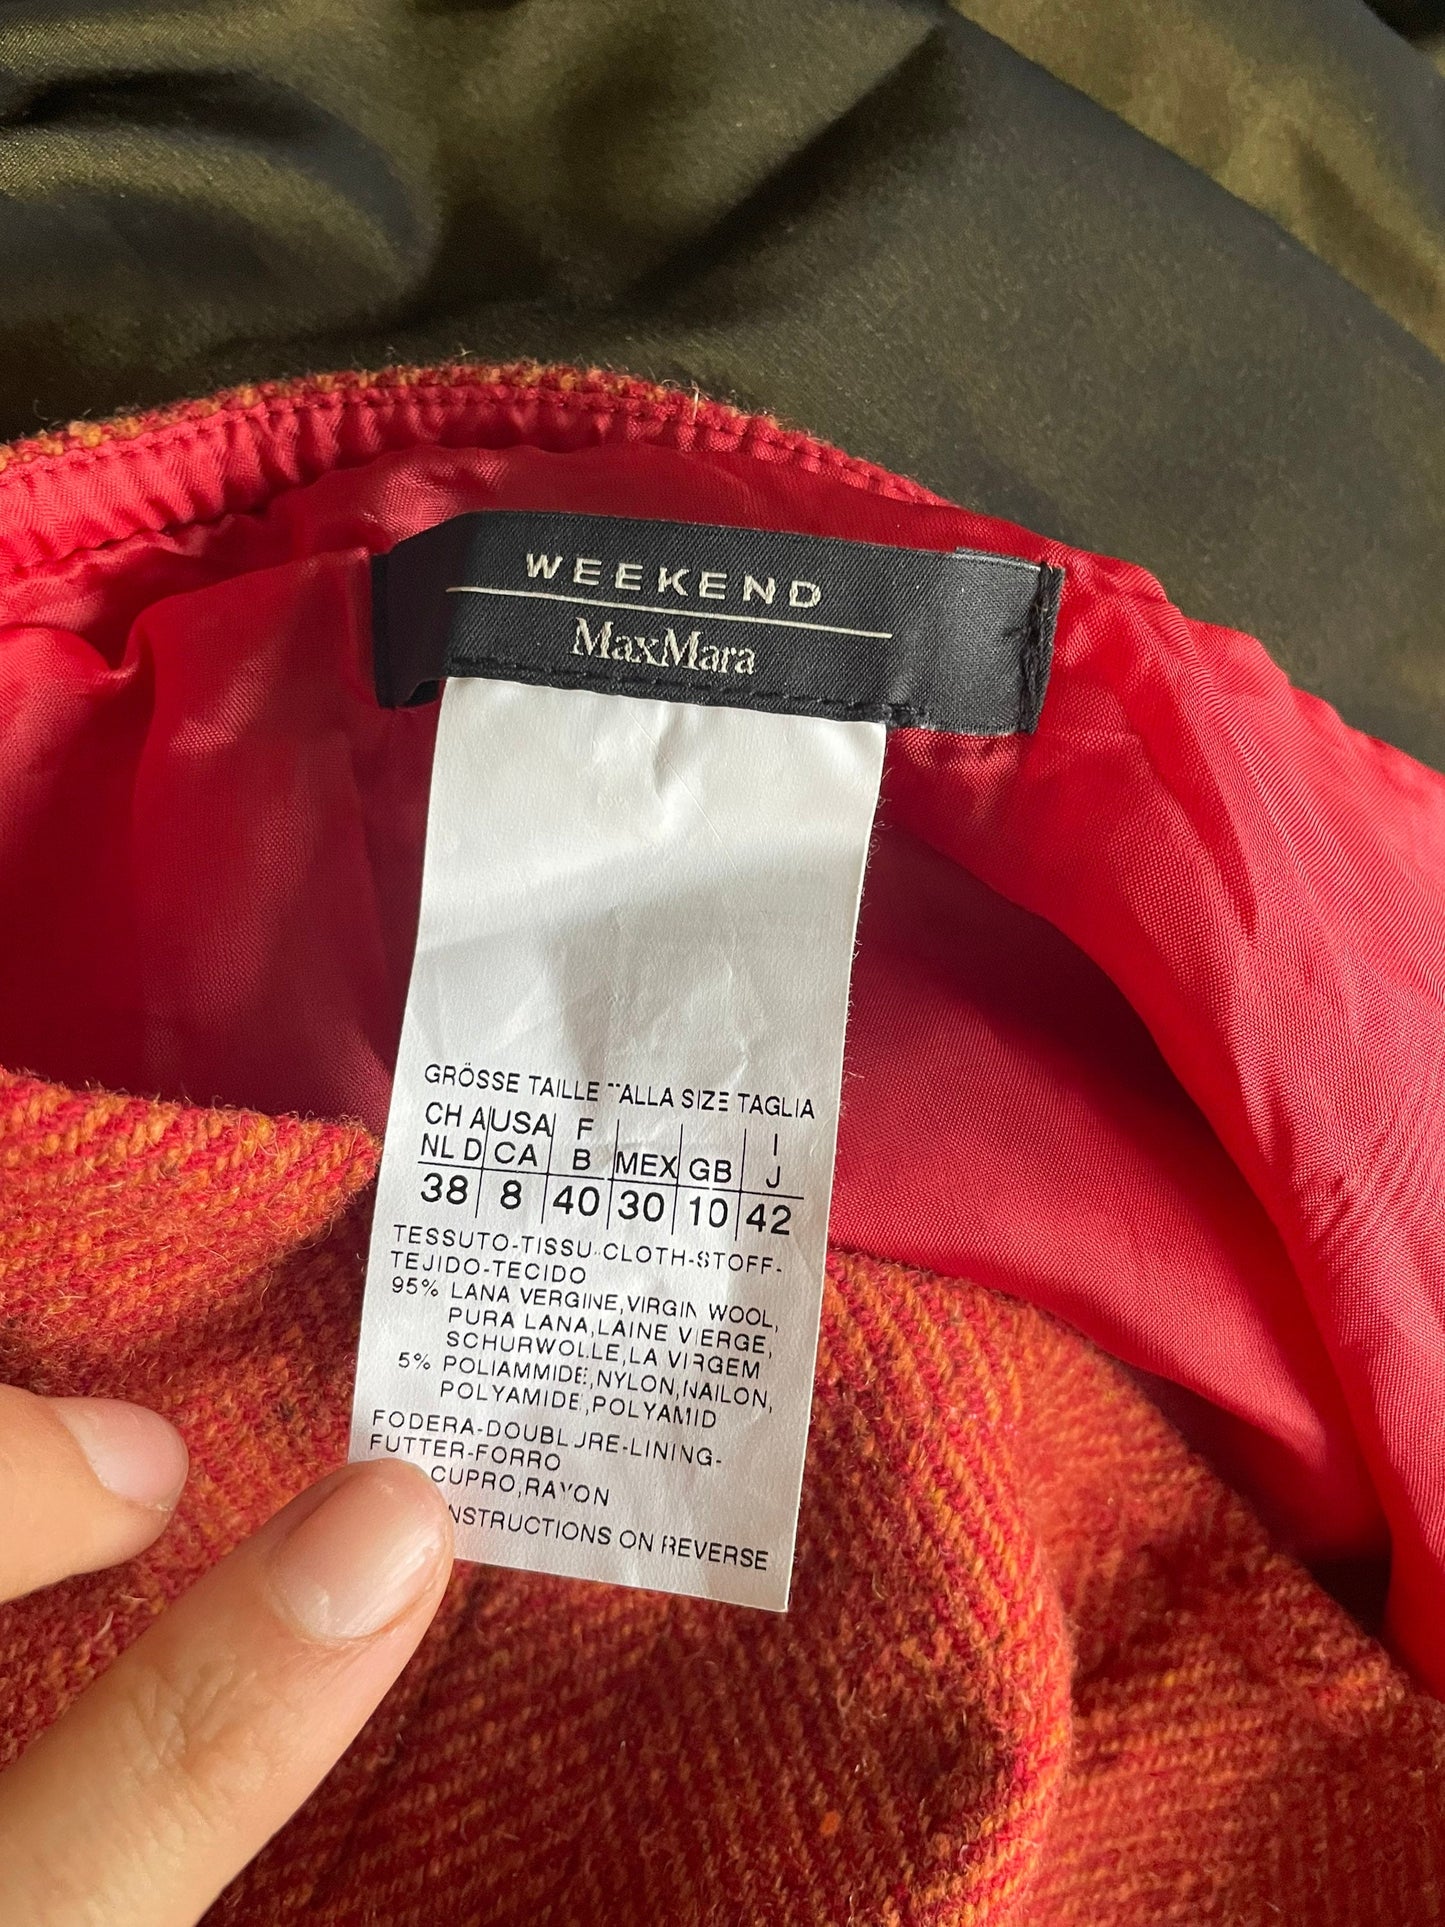 WEEKEND
MaxMara
GRÖSSE TAILLE TALLA SIZE TAGLIA
CH A USA F I
NL D CA B MEX GB J
38 8 40 30 10 42
TESSUTO-TISSU-CLOTH-STOFF-
TEJIDO-TECIDO
95% LANA VERGINE,VIRGIN WOOL,
PURA LANA,LAINE VIERGE,
SCHURWOLLE,LA VIRGEM
5% POLIAMMIDE,NYLON,NAILON,
POLYAMIDE,POLYAMID
FODERA-DOUBLURE-LINING-
FUTTER-FORRO
CUPRO,RAYON
INSTRUCTIONS ON REVERSE